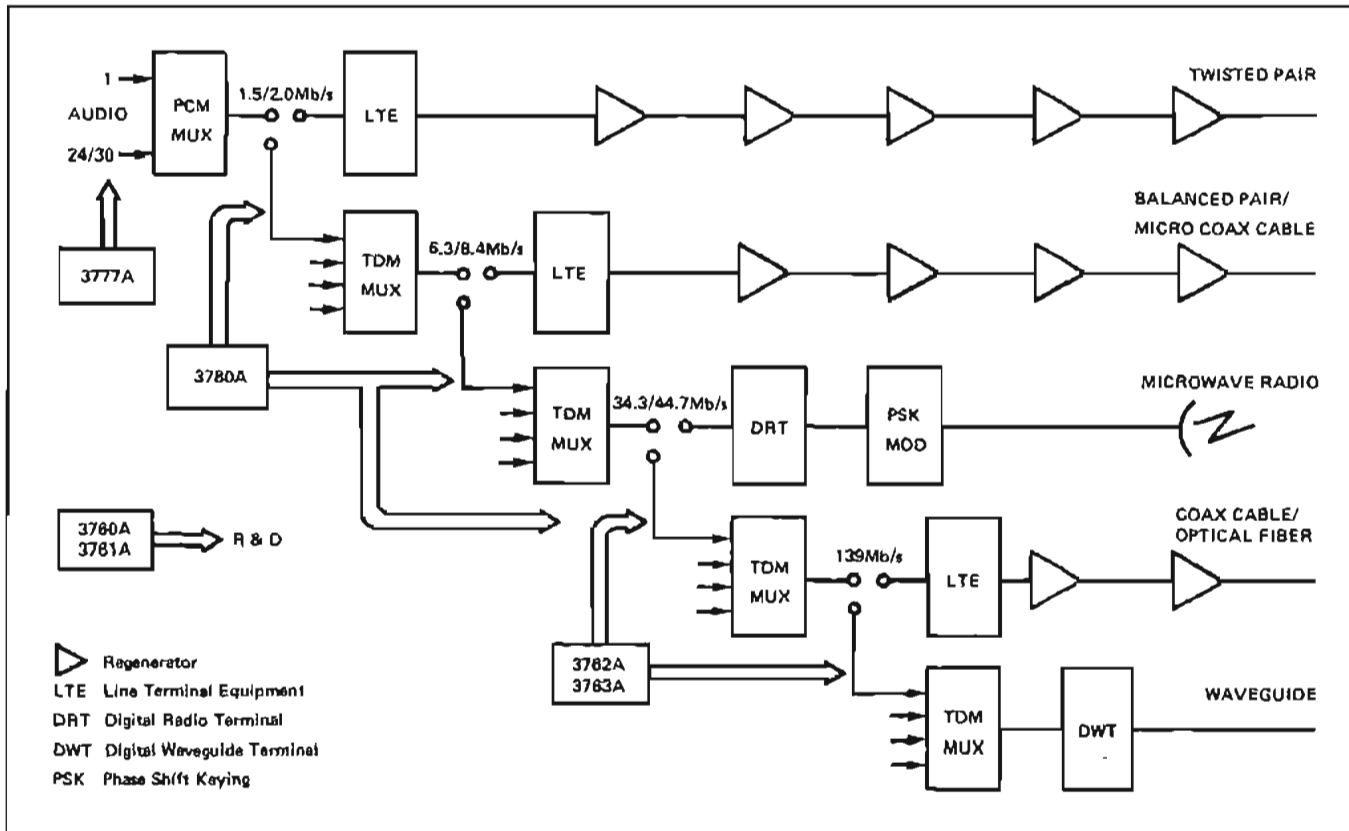 TWISTED PAIR
1
AUDIO
24/30
PCM
MUX
1.5/2.0Mb/s
LTE
BALANCED PAIR/
MICRO COAX CABLE
3777A
TDM
MUX
6.3/8.4Mb/s
LTE
3780A
MICROWAVE RADIO
TDM
MUX
34.3/44.7Mb/s
DRT
PSK
MOD
3760A
3761A
R & D
COAX CABLE/
OPTICAL FIBER
TDM
MUX
139Mb/s
LTE
3762A
3763A
WAVEGUIDE
TDM
MUX
DWT
Regenerator
LTE Line Terminal Equipment
DRT Digital Radio Terminal
DWT Digital Waveguide Terminal
PSK Phase Shift Keying